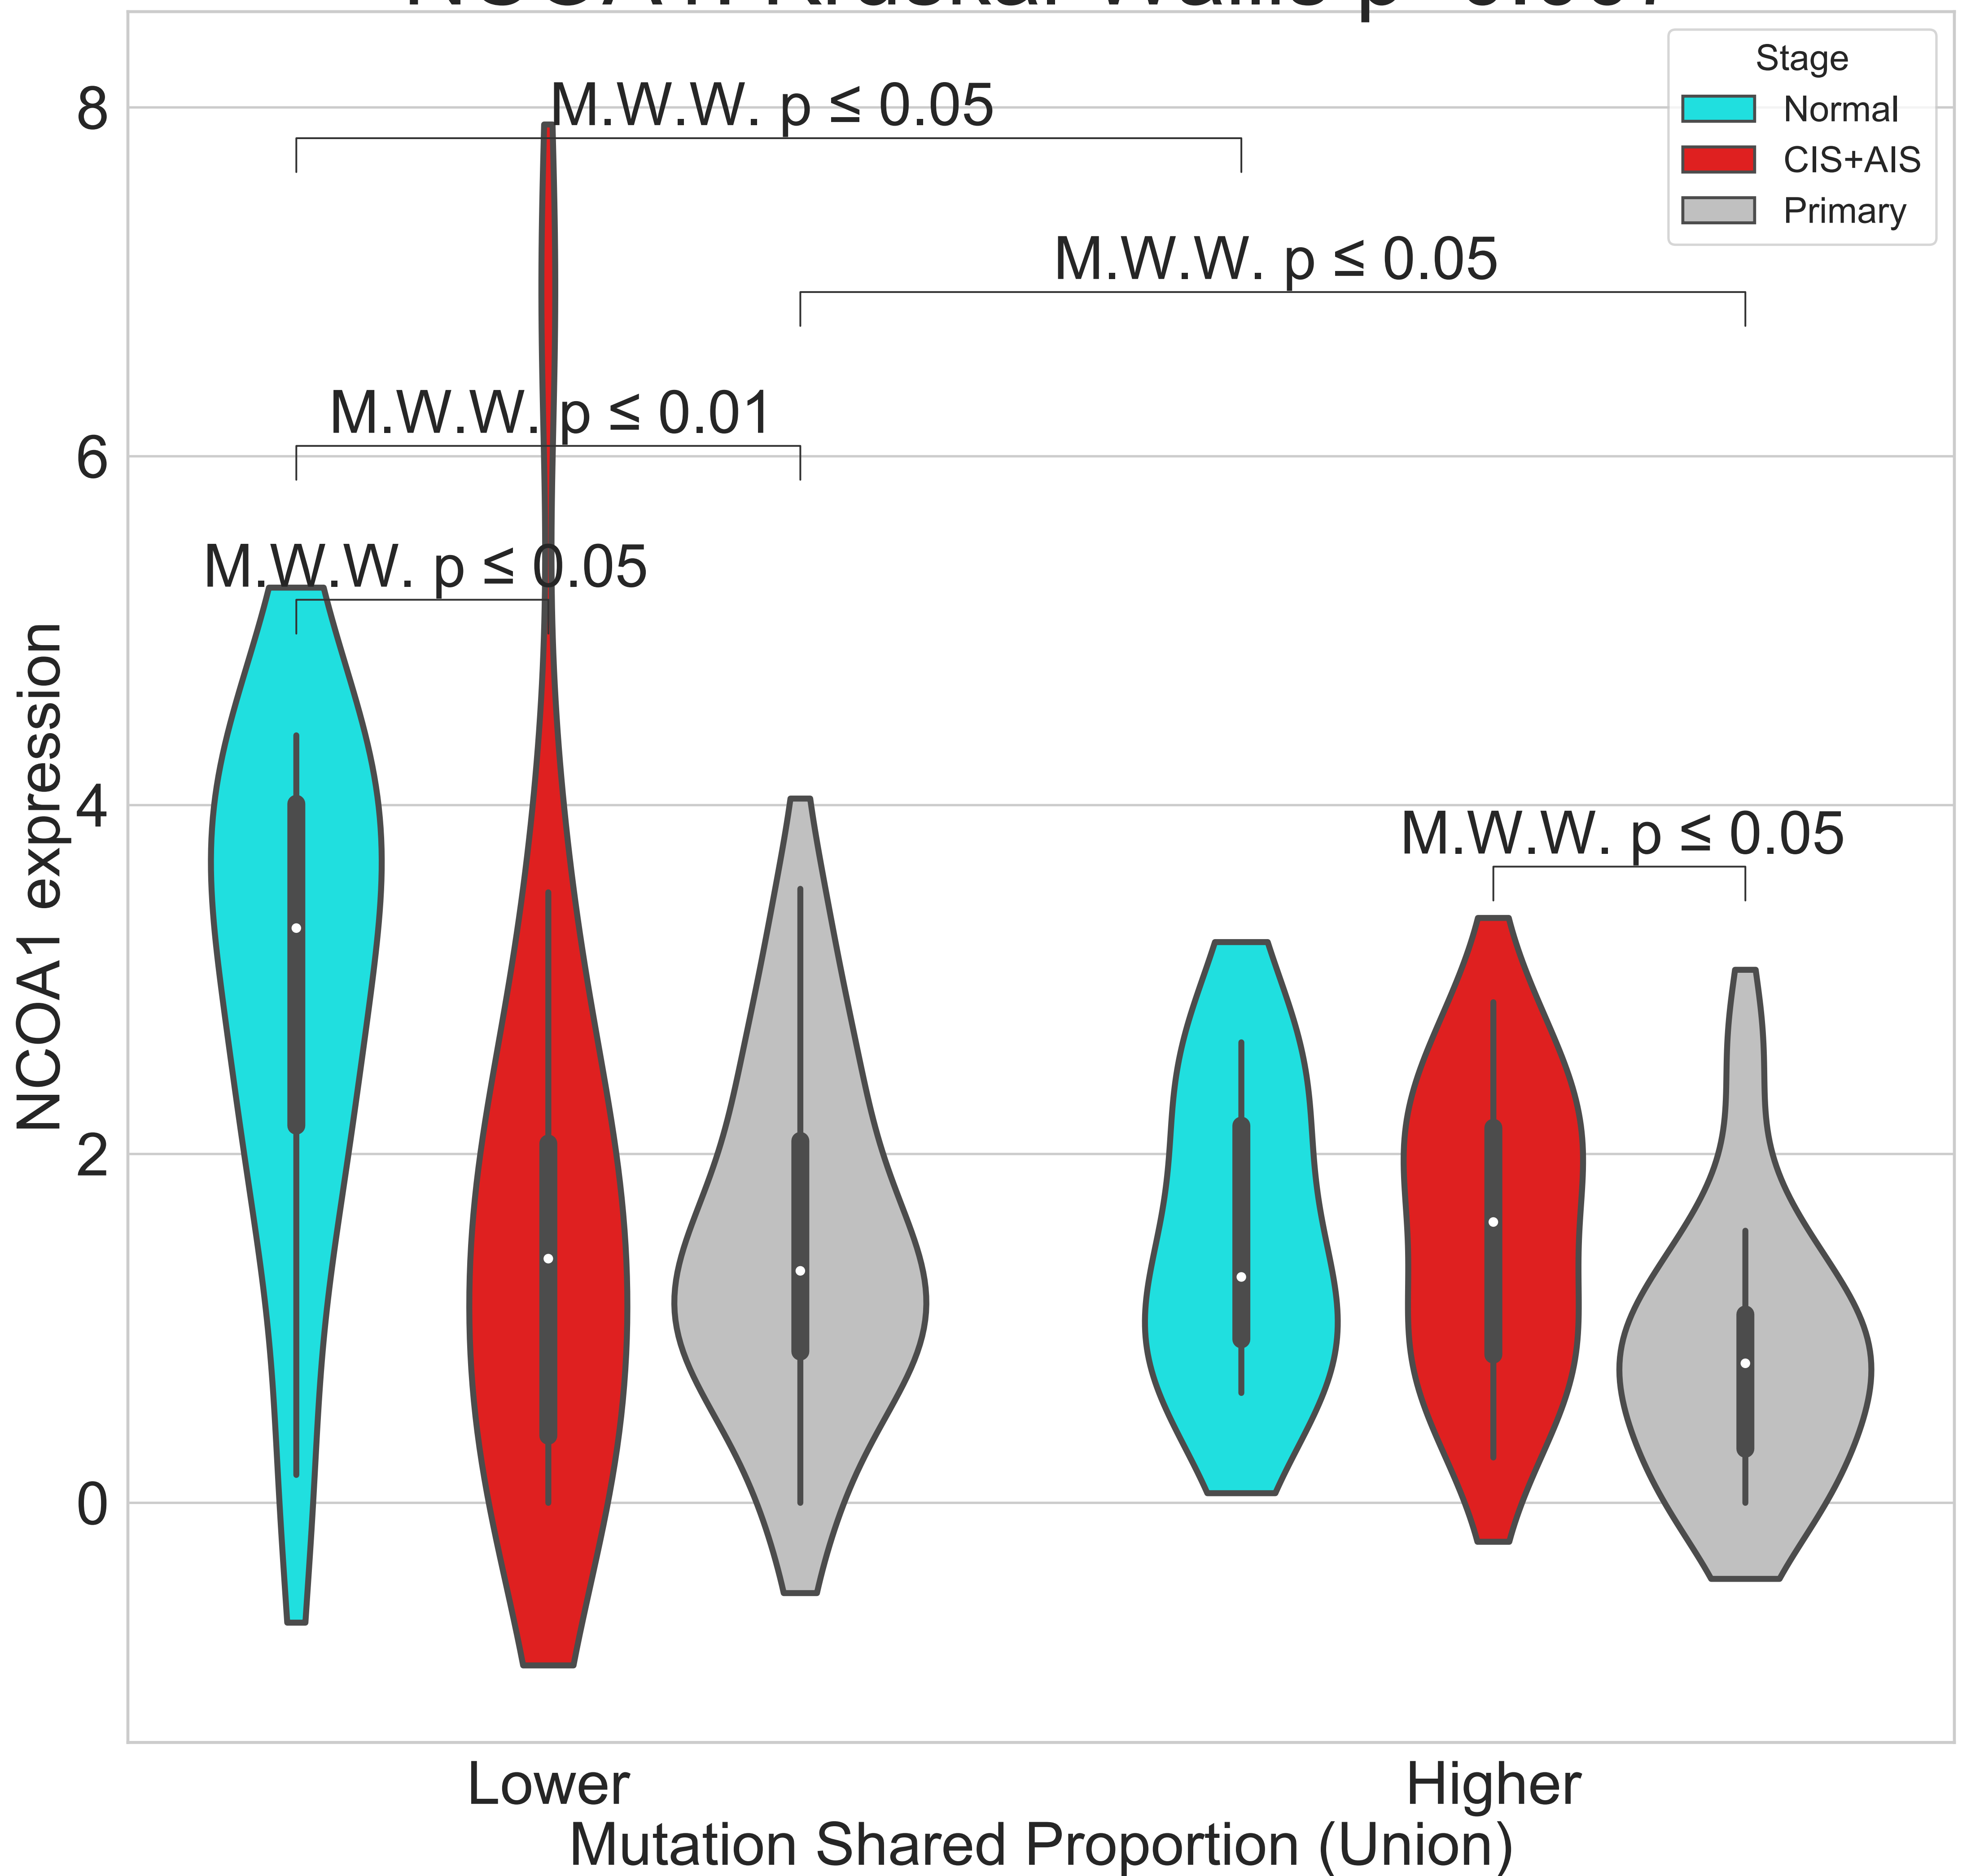 Stage
Normal
CIS+AIS
Primary
8
6
4
2
0
NCOA1 expression
M.W.W. p ≤ 0.05
M.W.W. p ≤ 0.05
M.W.W. p ≤ 0.01
M.W.W. p ≤ 0.05
M.W.W. p ≤ 0.05
Lower
Higher
Mutation Shared Proportion (Union)